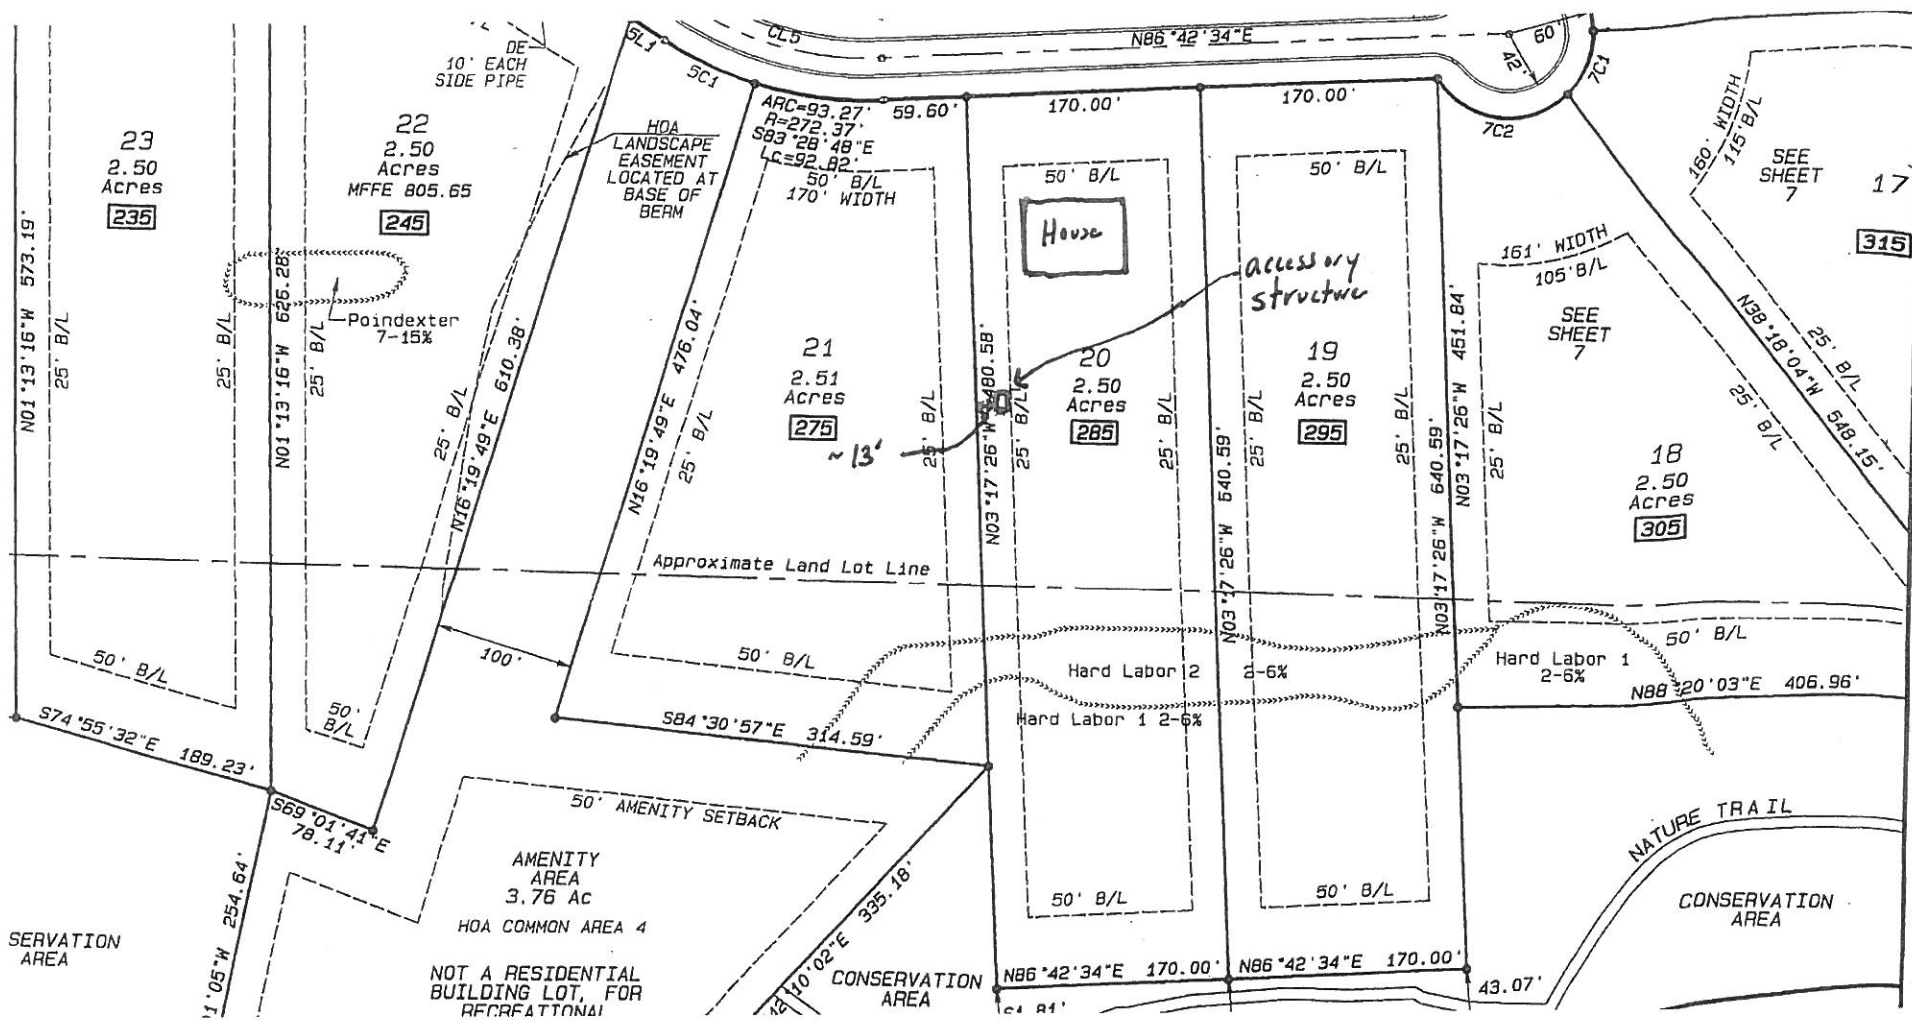 DE
10' EACH
SIDE PIPE
5L1
5C1
CL5
N86°42'34"E
60'
42'
7C1
7C2
ARC=93.27'
R=272.37'
S83°28'48"E
Lc=92.82'
59.60'
170.00'
170.00'
23
2.50
Acres
235
22
2.50
Acres
MFFE 805.65
245
HOA
LANDSCAPE
EASEMENT
LOCATED AT
BASE OF
BERM
50' B/L
170' WIDTH
50' B/L
50' B/L
160' WIDTH
115' B/L
SEE
SHEET
7
17
315
House
accessory
structure
161' WIDTH
105' B/L
SEE
SHEET
7
N01°13'16"W 573.19'
25' B/L
25' B/L
N01°13'16"W 626.28'
25' B/L
Poindexter
7-15%
25' B/L
N16°19'49"E 610.38'
N16°19'49"E 476.04'
25' B/L
21
2.51
Acres
275
~13'
25' B/L
N03°17'26"W 480.58'
25' B/L
20
2.50
Acres
285
25' B/L
N03°17'26"W 640.59'
25' B/L
19
2.50
Acres
295
25' B/L
N03°17'26"W 640.59'
N03°17'26"W 451.84'
25' B/L
18
2.50
Acres
305
N38°18'04"W 548.15'
25' B/L
25' B/L
Approximate Land Lot Line
50' B/L
50'
B/L
100'
50' B/L
Hard Labor 2 2-6%
Hard Labor 1 2-6%
Hard Labor 1
2-6%
50' B/L
N88°20'03"E 406.96'
S74°55'32"E 189.23'
S69°01'41"E
78.11'
S84°30'57"E 314.59'
50' AMENITY SETBACK
AMENITY
AREA
3.76 Ac
HOA COMMON AREA 4
NOT A RESIDENTIAL
BUILDING LOT, FOR
RECREATIONAL
335.18'
10'02"E
CONSERVATION
AREA
50' B/L
50' B/L
N86°42'34"E 170.00'
N86°42'34"E 170.00'
43.07'
NATURE TRAIL
CONSERVATION
AREA
SERVATION
AREA
1'05"W 254.64'